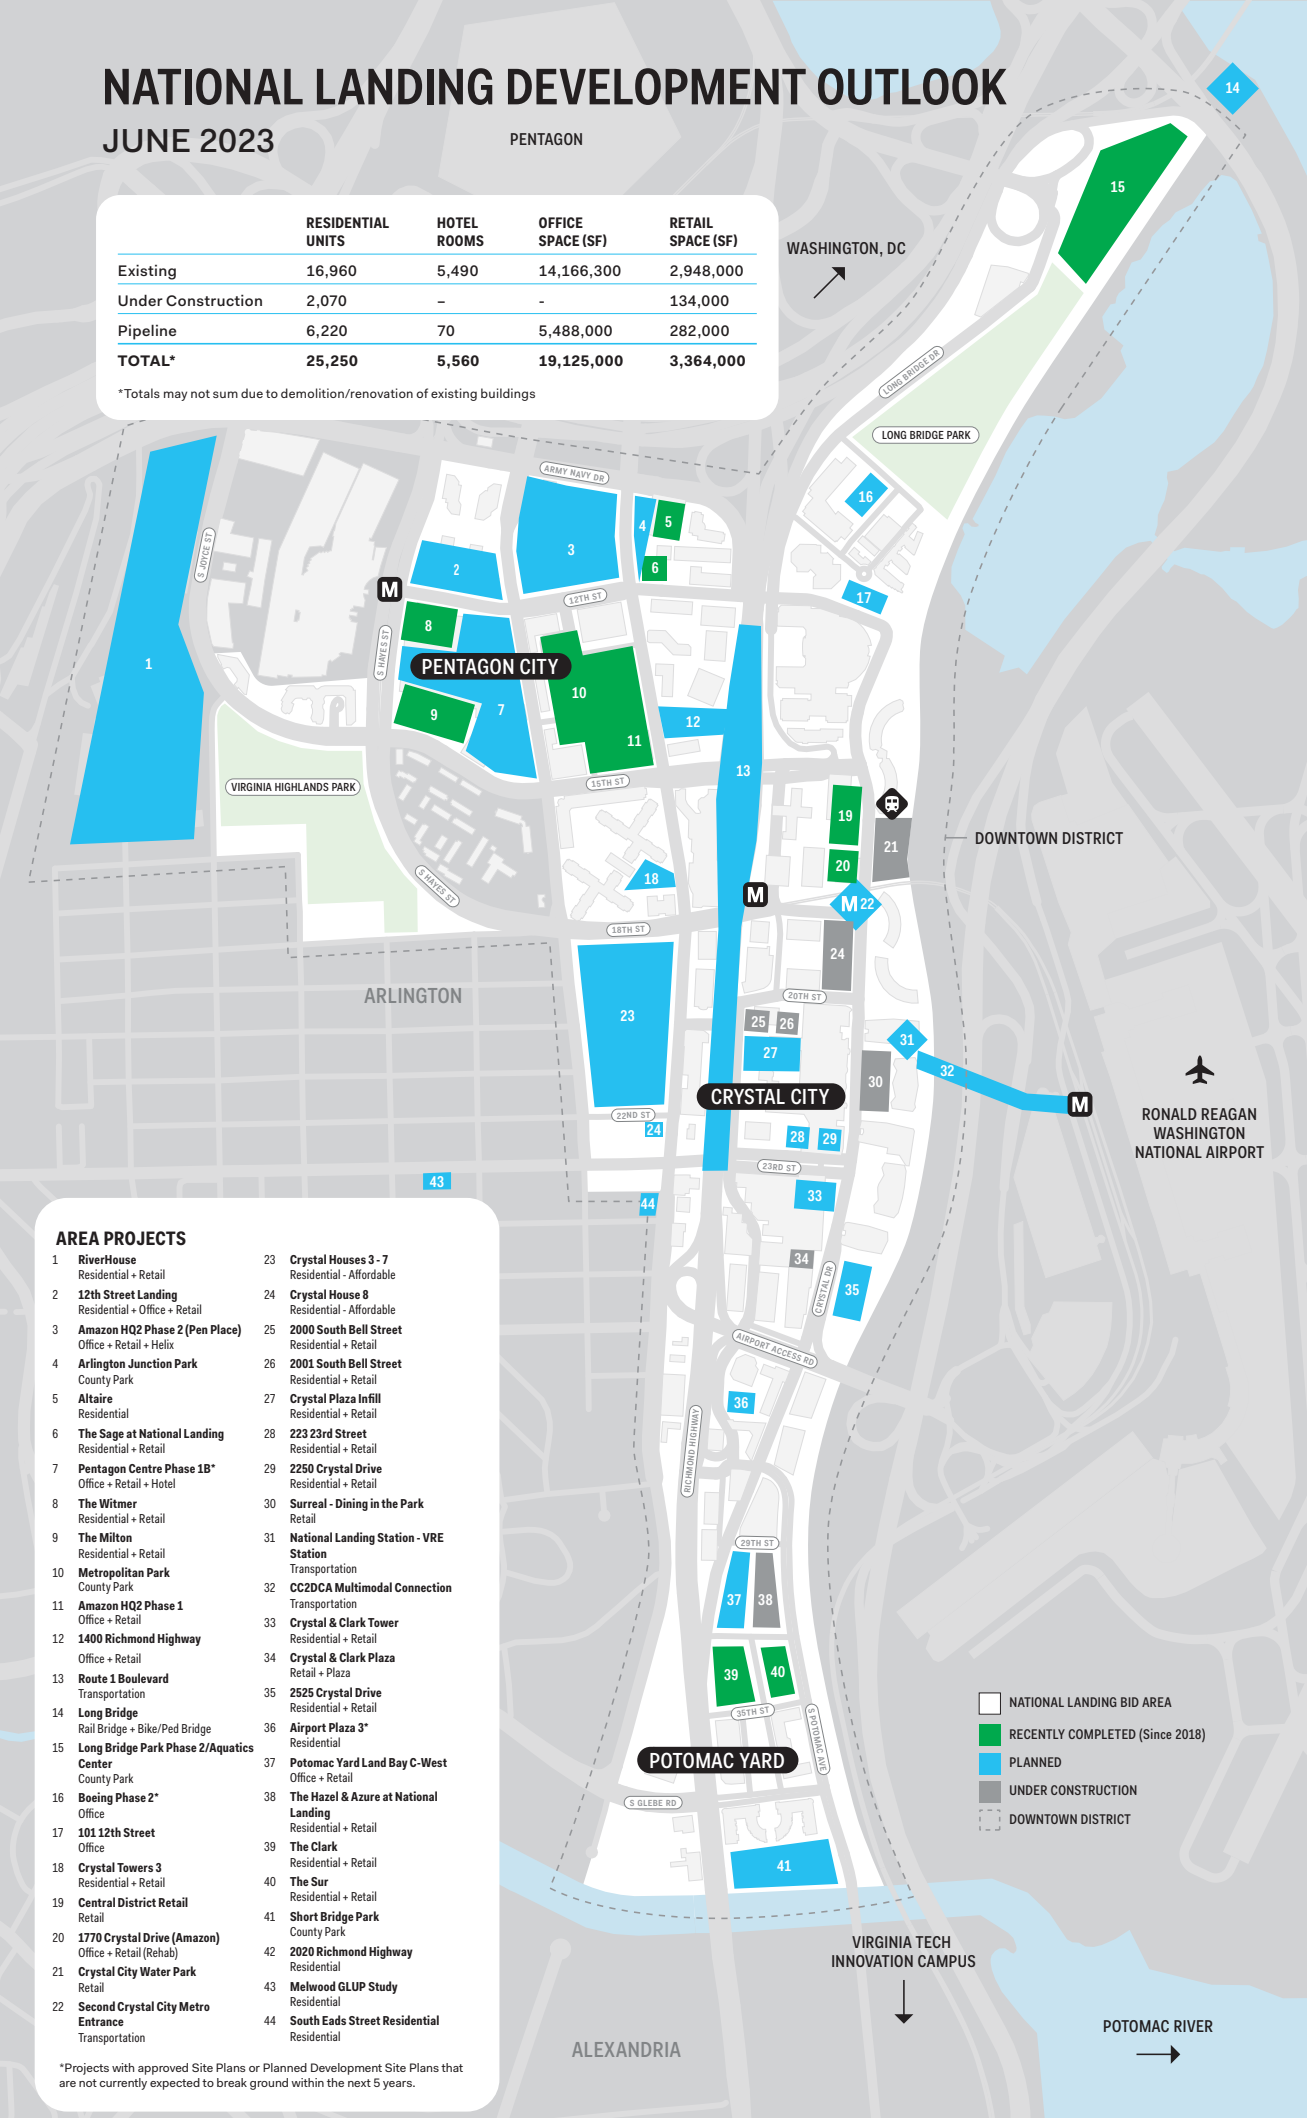 NATIONAL LANDING DEVELOPMENT OUTLOOK
JUNE 2023
PENTAGON
RESIDENTIAL UNITS HOTEL ROOMS OFFICE SPACE (SF) RETAIL SPACE (SF)
Existing 16,960 5,490 14,166,300 2,948,000
Under Construction 2,070 – - 134,000
Pipeline 6,220 70 5,488,000 282,000
TOTAL* 25,250 5,560 19,125,000 3,364,000
*Totals may not sum due to demolition/renovation of existing buildings
WASHINGTON, DC
14
15
LONG BRIDGE DR
LONG BRIDGE PARK
ARMY NAVY DR
16
4
5
3
S JOYCE ST
2
6
M
12TH ST
17
8
S HAYES ST
1
PENTAGON CITY
10
9
7
12
11
13
15TH ST
VIRGINIA HIGHLANDS PARK
19
21
DOWNTOWN DISTRICT
20
18
S HAYES ST
M
M 22
18TH ST
24
ARLINGTON
20TH ST
23
25
26
27
31
32
30
CRYSTAL CITY
M
RONALD REAGAN
WASHINGTON
NATIONAL AIRPORT
22ND ST
24
28
29
23RD ST
43
44
33
34
CRYSTAL DR
35
AIRPORT ACCESS RD
36
RICHMOND HIGHWAY
29TH ST
37
38
39
40
35TH ST
S POTOMAC AVE
POTOMAC YARD
S GLEBE RD
41
AREA PROJECTS
1 RiverHouse
Residential + Retail
2 12th Street Landing
Residential + Office + Retail
3 Amazon HQ2 Phase 2 (Pen Place)
Office + Retail + Helix
4 Arlington Junction Park
County Park
5 Altaire
Residential
6 The Sage at National Landing
Residential + Retail
7 Pentagon Centre Phase 1B*
Office + Retail + Hotel
8 The Witmer
Residential + Retail
9 The Milton
Residential + Retail
10 Metropolitan Park
County Park
11 Amazon HQ2 Phase 1
Office + Retail
12 1400 Richmond Highway
Office + Retail
13 Route 1 Boulevard
Transportation
14 Long Bridge
Rail Bridge + Bike/Ped Bridge
15 Long Bridge Park Phase 2/Aquatics
Center
County Park
16 Boeing Phase 2*
Office
17 101 12th Street
Office
18 Crystal Towers 3
Residential + Retail
19 Central District Retail
Retail
20 1770 Crystal Drive (Amazon)
Office + Retail (Rehab)
21 Crystal City Water Park
Retail
22 Second Crystal City Metro
Entrance
Transportation
23 Crystal Houses 3 - 7
Residential - Affordable
24 Crystal House 8
Residential - Affordable
25 2000 South Bell Street
Residential + Retail
26 2001 South Bell Street
Residential + Retail
27 Crystal Plaza Infill
Residential + Retail
28 223 23rd Street
Residential + Retail
29 2250 Crystal Drive
Residential + Retail
30 Surreal - Dining in the Park
Retail
31 National Landing Station - VRE
Station
Transportation
32 CC2DCA Multimodal Connection
Transportation
33 Crystal & Clark Tower
Residential + Retail
34 Crystal & Clark Plaza
Retail + Plaza
35 2525 Crystal Drive
Residential + Retail
36 Airport Plaza 3*
Residential
37 Potomac Yard Land Bay C-West
Office + Retail
38 The Hazel & Azure at National
Landing
Residential + Retail
39 The Clark
Residential + Retail
40 The Sur
Residential + Retail
41 Short Bridge Park
County Park
42 2020 Richmond Highway
Residential
43 Melwood GLUP Study
Residential
44 South Eads Street Residential
Residential
*Projects with approved Site Plans or Planned Development Site Plans that
are not currently expected to break ground within the next 5 years.
NATIONAL LANDING BID AREA
RECENTLY COMPLETED (Since 2018)
PLANNED
UNDER CONSTRUCTION
DOWNTOWN DISTRICT
VIRGINIA TECH
INNOVATION CAMPUS
ALEXANDRIA
POTOMAC RIVER